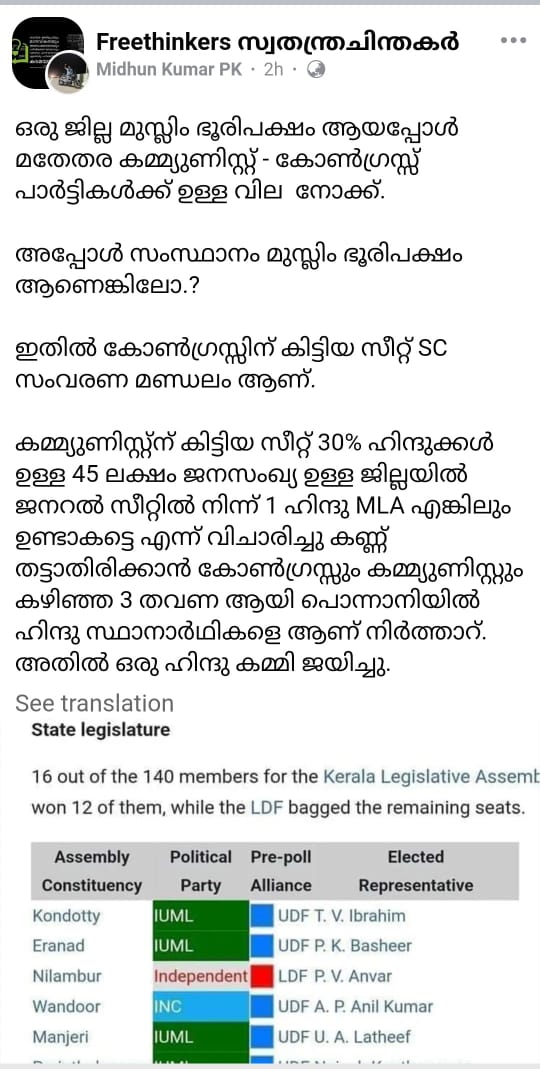 Freethinkers സ്വതന്ത്രചിന്തകർ
Midhun Kumar PK · 2h ·
ഒരു ജില്ല മുസ്ലിം ഭൂരിപക്ഷം ആയപ്പോൾ
മതേതര കമ്മ്യുണിസ്റ്റ് - കോൺഗ്രസ്സ്
പാർട്ടികൾക്ക് ഉള്ള വില നോക്ക്.
അപ്പോൾ സംസ്ഥാനം മുസ്ലിം ഭൂരിപക്ഷം
ആണെങ്കിലോ.?
ഇതിൽ കോൺഗ്രസ്സിന് കിട്ടിയ സീറ്റ് SC
സംവരണ മണ്ഡലം ആണ്.
കമ്മ്യുണിസ്റ്റ്ന് കിട്ടിയ സീറ്റ് 30% ഹിന്ദുക്കൾ
ഉള്ള 45 ലക്ഷം ജനസംഖ്യ ഉള്ള ജില്ലയിൽ
ജനറൽ സീറ്റിൽ നിന്ന് 1 ഹിന്ദു MLA എങ്കിലും
ഉണ്ടാകട്ടെ എന്ന് വിചാരിച്ചു കണ്ണ്
തട്ടാതിരിക്കാൻ കോൺഗ്രസ്സും കമ്മ്യുണിസ്റ്റും
കഴിഞ്ഞ 3 തവണ ആയി പൊന്നാനിയിൽ
ഹിന്ദു സ്ഥാനാർഥികളെ ആണ് നിർത്താറ്.
അതിൽ ഒരു ഹിന്ദു കമ്മി ജയിച്ചു.
See translation
State legislature
16 out of the 140 members for the Kerala Legislative Assemb
won 12 of them, while the LDF bagged the remaining seats.
Assembly Constituency Political Party Pre-poll Alliance Elected Representative
Kondotty IUML UDF T. V. Ibrahim
Eranad IUML UDF P. K. Basheer
Nilambur Independent LDF P. V. Anvar
Wandoor INC UDF A. P. Anil Kumar
Manjeri IUML UDF U. A. Latheef